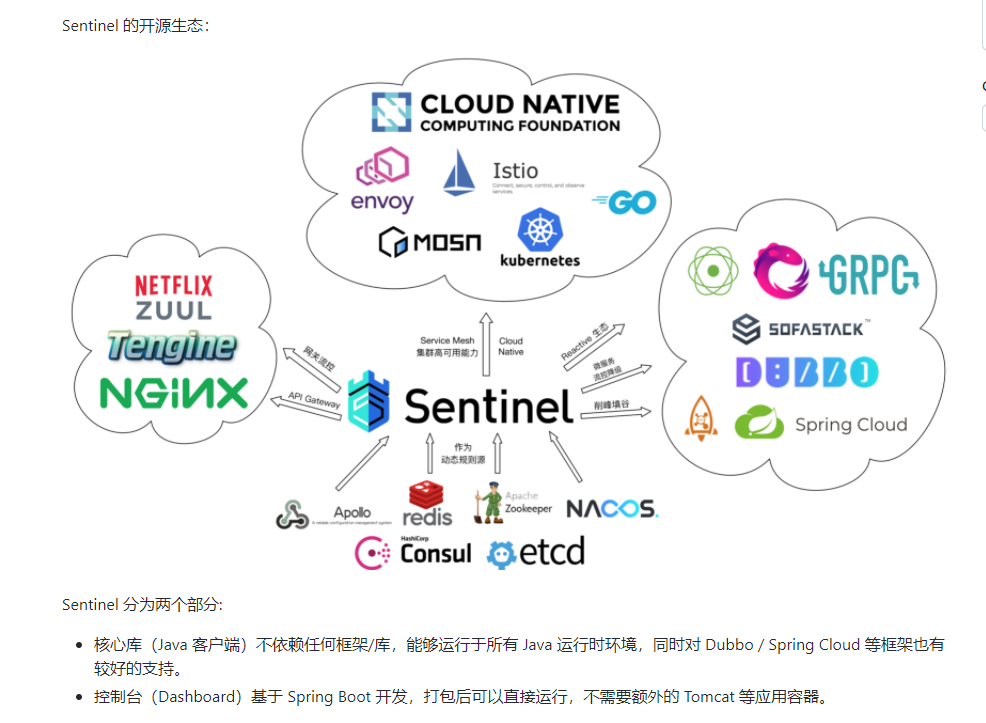 Sentinel 的开源生态：
CLOUD NATIVE
COMPUTING FOUNDATION
envoy
Istio
Connect, secure, control, and observe
services.
GO
MOSN
kubernetes
NETFLIX
ZUUL
Tengine
NGINX
GRPC
SOFASTACK™
DUBBO
Spring Cloud
Service Mesh
集群高可用能力
Cloud
Native
Reactive 生态
微服务
流控降级
削峰填谷
网关流控
API Gateway
Sentinel
作为
动态规则源
Apollo
A reliable configuration management system
redis
Apache
Zookeeper
NACOS.
HashiCorp
Consul
etcd
Sentinel 分为两个部分:
• 核心库（Java 客户端）不依赖任何框架/库，能够运行于所有 Java 运行时环境，同时对 Dubbo / Spring Cloud 等框架也有
较好的支持。
• 控制台（Dashboard）基于 Spring Boot 开发，打包后可以直接运行，不需要额外的 Tomcat 等应用容器。